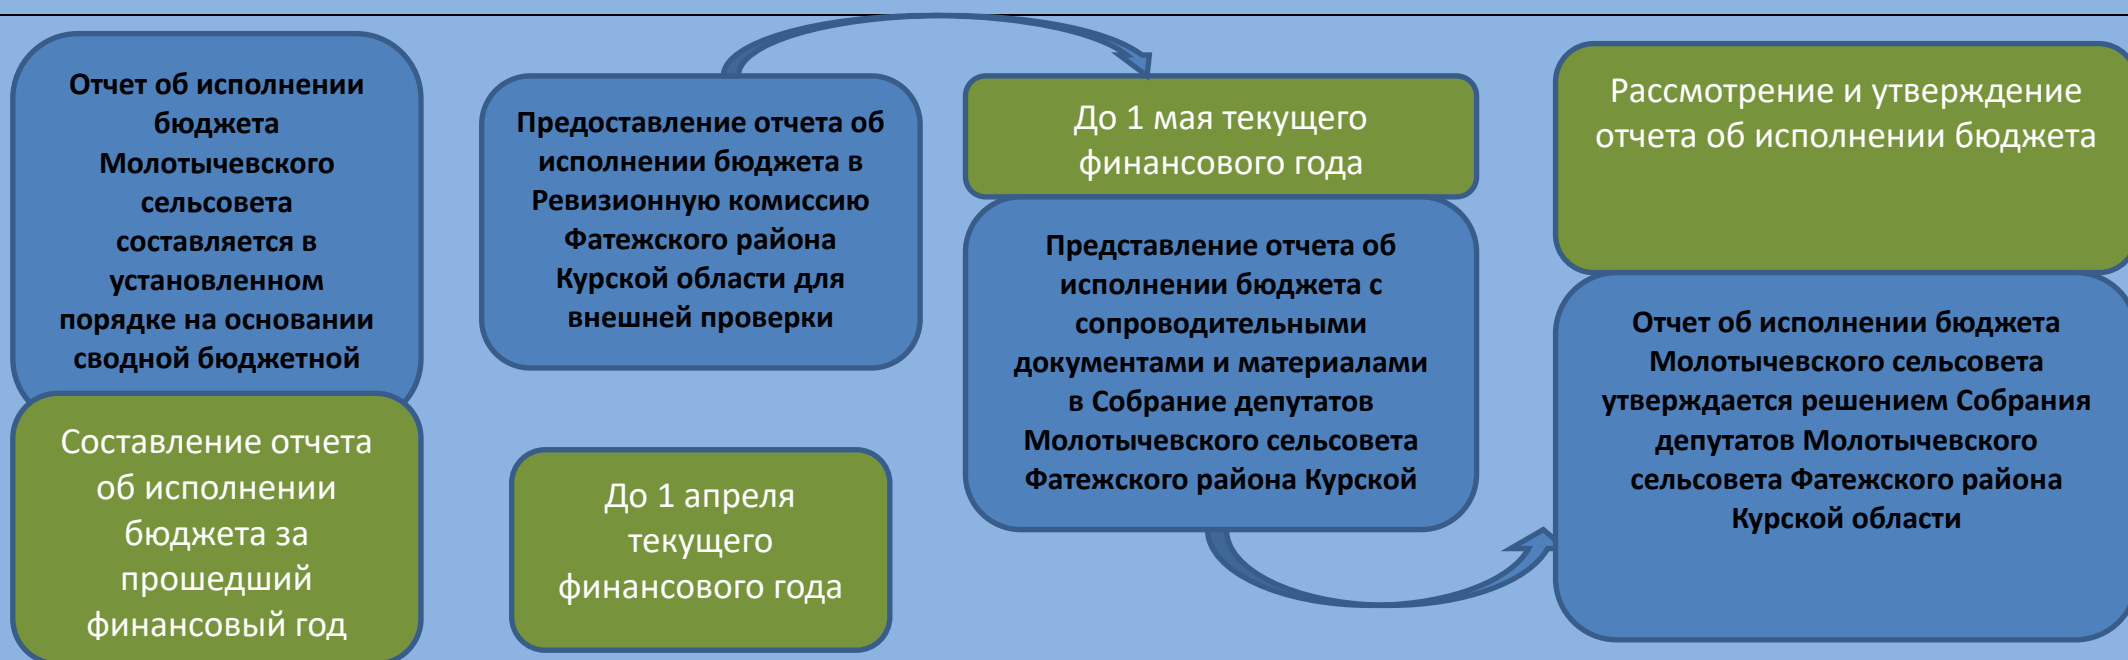 Отчет об исполнении
бюджета
Молотычевского
сельсовета
составляется в
установленном
порядке на основании
сводной бюджетной
Составление отчета
об исполнении
бюджета за
прошедший
финансовый год
Предоставление отчета об
исполнении бюджета в
Ревизионную комиссию
Фатежского района
Курской области для
внешней проверки
До 1 апреля
текущего
финансового года
До 1 мая текущего
финансового года
Представление отчета об
исполнении бюджета с
сопроводительными
документами и материалами
в Собрание депутатов
Молотычевского сельсовета
Фатежского район Курской
Рассмотрение и утверждение
отчета об исполнении бюджета
Отчет об исполнении бюджета
Молотычевского сельсовета
утверждается решением Собрания
депутатов Молотычевского
сельсовета Фатежского района
Курской области